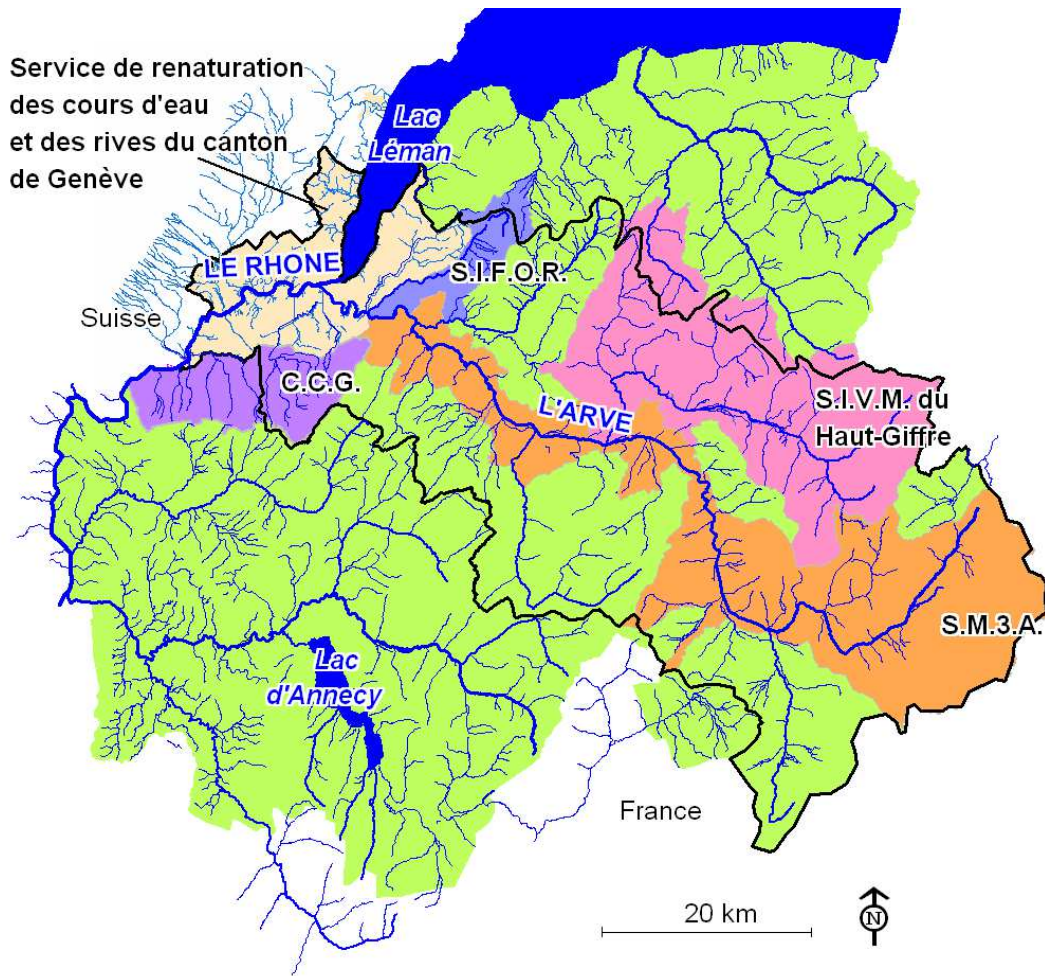 Service de renaturation
des cours d'eau
et des rives du canton
de Genève
Lac
Léman
LE RHONE
S.I.F.O.R.
Suisse
C.C.G.
L'ARVE
S.I.V.M. du
Haut-Giffre
S.M.3.A.
Lac
d'Annecy
France
20 km
N